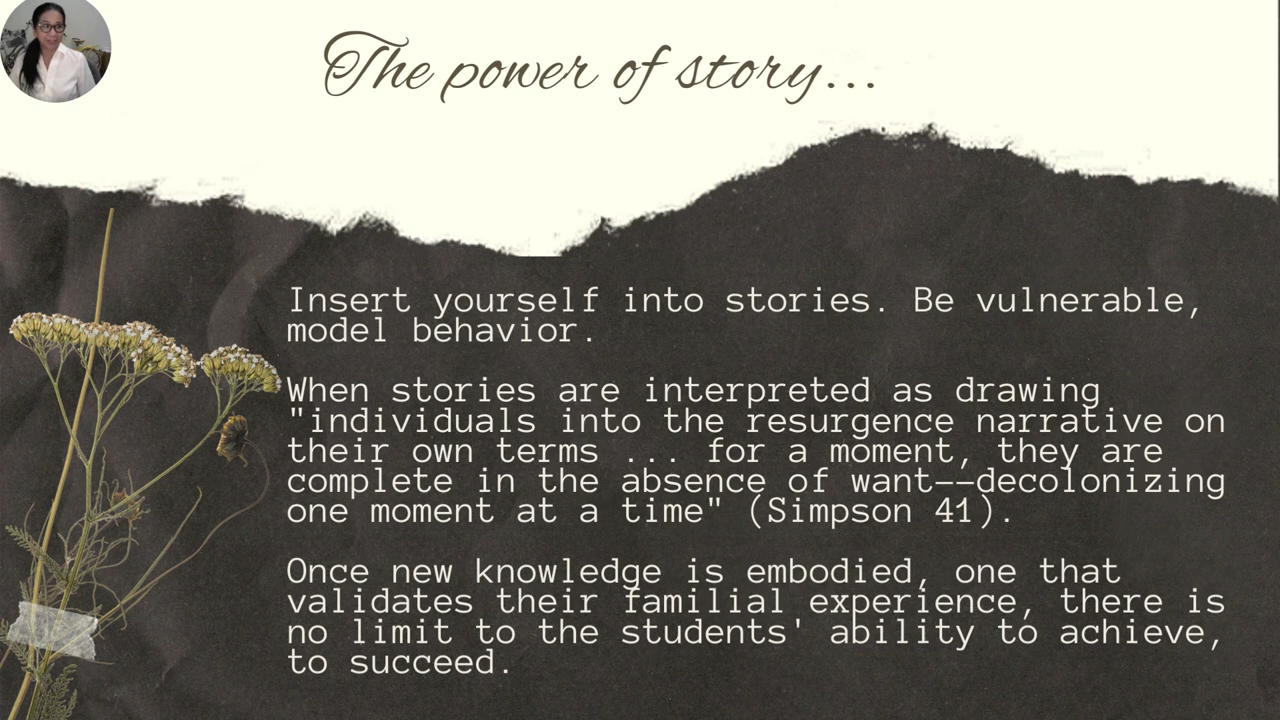 The power of story...
Insert yourself into stories. Be vulnerable,
model behavior.
When stories are interpreted as drawing
"individuals into the resurgence narrative on
their own terms ... for a moment, they are
complete in the absence of want--decolonizing
one moment at a time" (Simpson 41).
Once new knowledge is embodied, one that
validates their familial experience, there is
no limit to the students' ability to achieve,
to succeed.